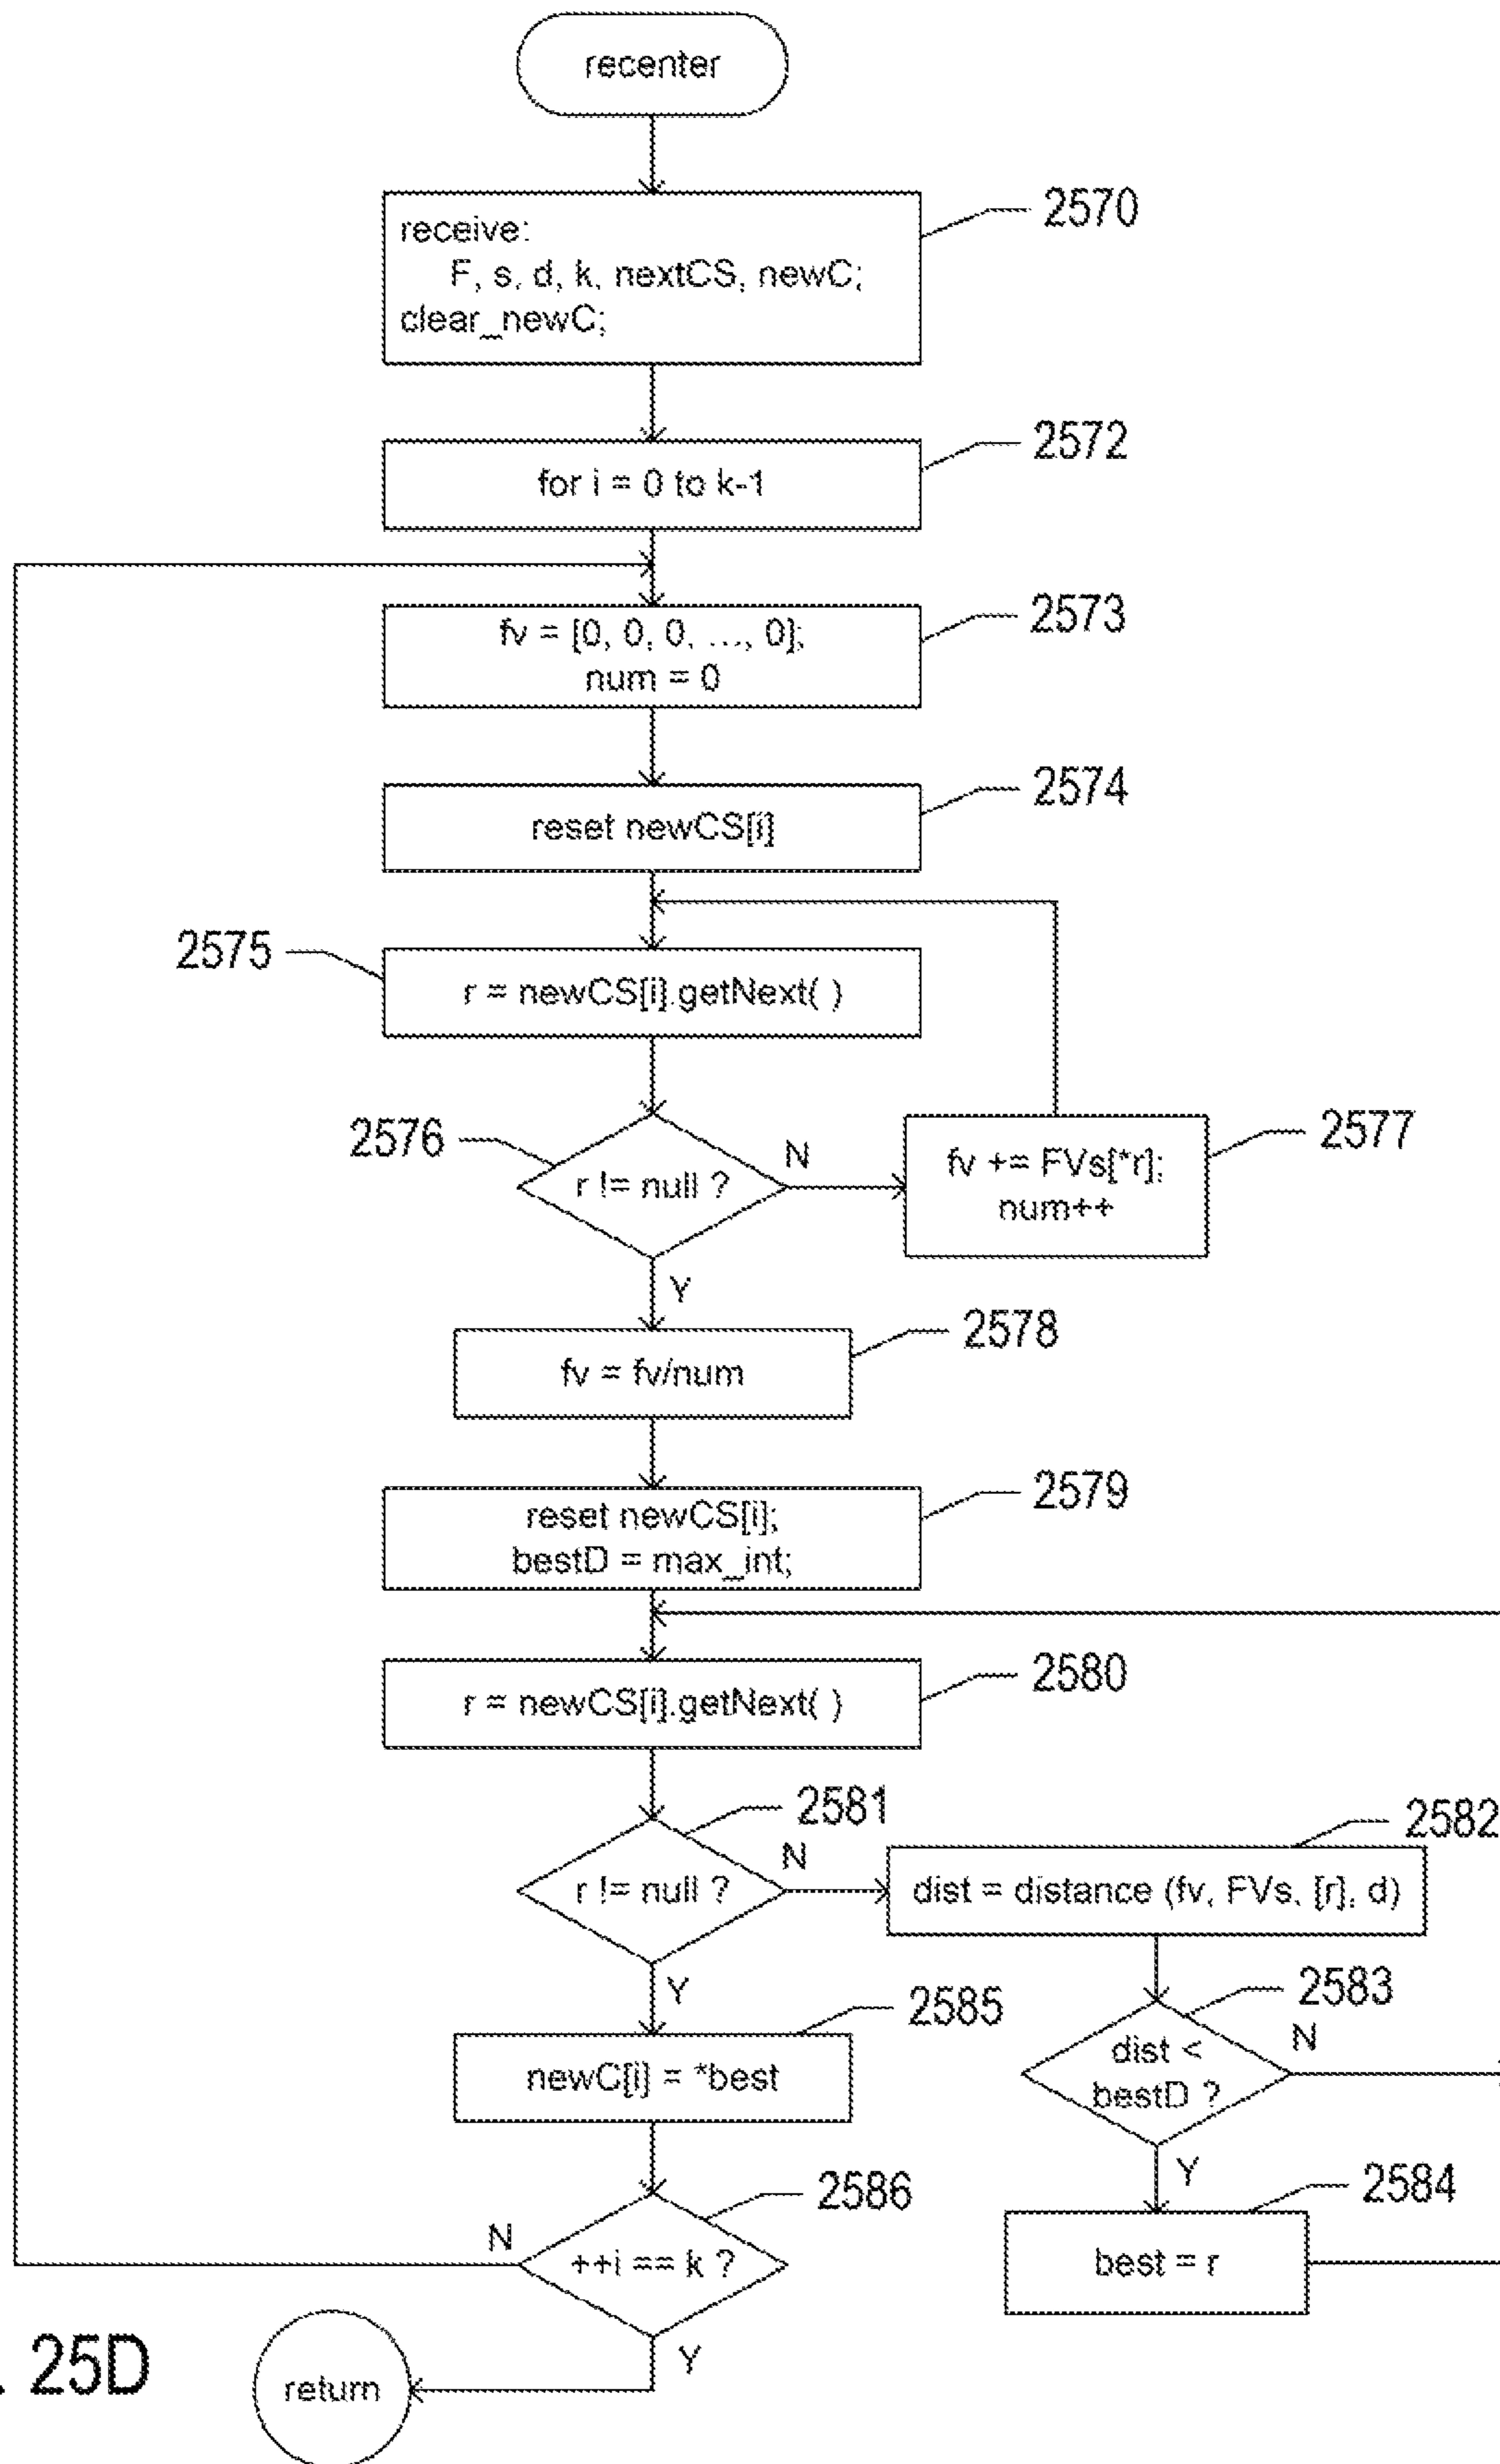 recenter
2570
receive:
F, s, d, k, nextCS, newC;
clear_newC;
2572
for i = 0 to k-1
2573
fv = [0, 0, 0, ..., 0];
num = 0
2574
reset newCS[i]
2575
r = newCS[i].getNext( )
2576
r != null ?
N
Y
2577
fv += FVs[*r];
num++
2578
fv = fv/num
2579
reset newCS[i];
bestD = max_int;
2580
r = newCS[i].getNext( )
2581
r != null ?
N
Y
2582
dist = distance (fv, FVs, [r], d)
2583
dist <
bestD ?
N
Y
2584
best = r
2585
newC[i] = *best
2586
++i == k ?
N
Y
return
. 25D